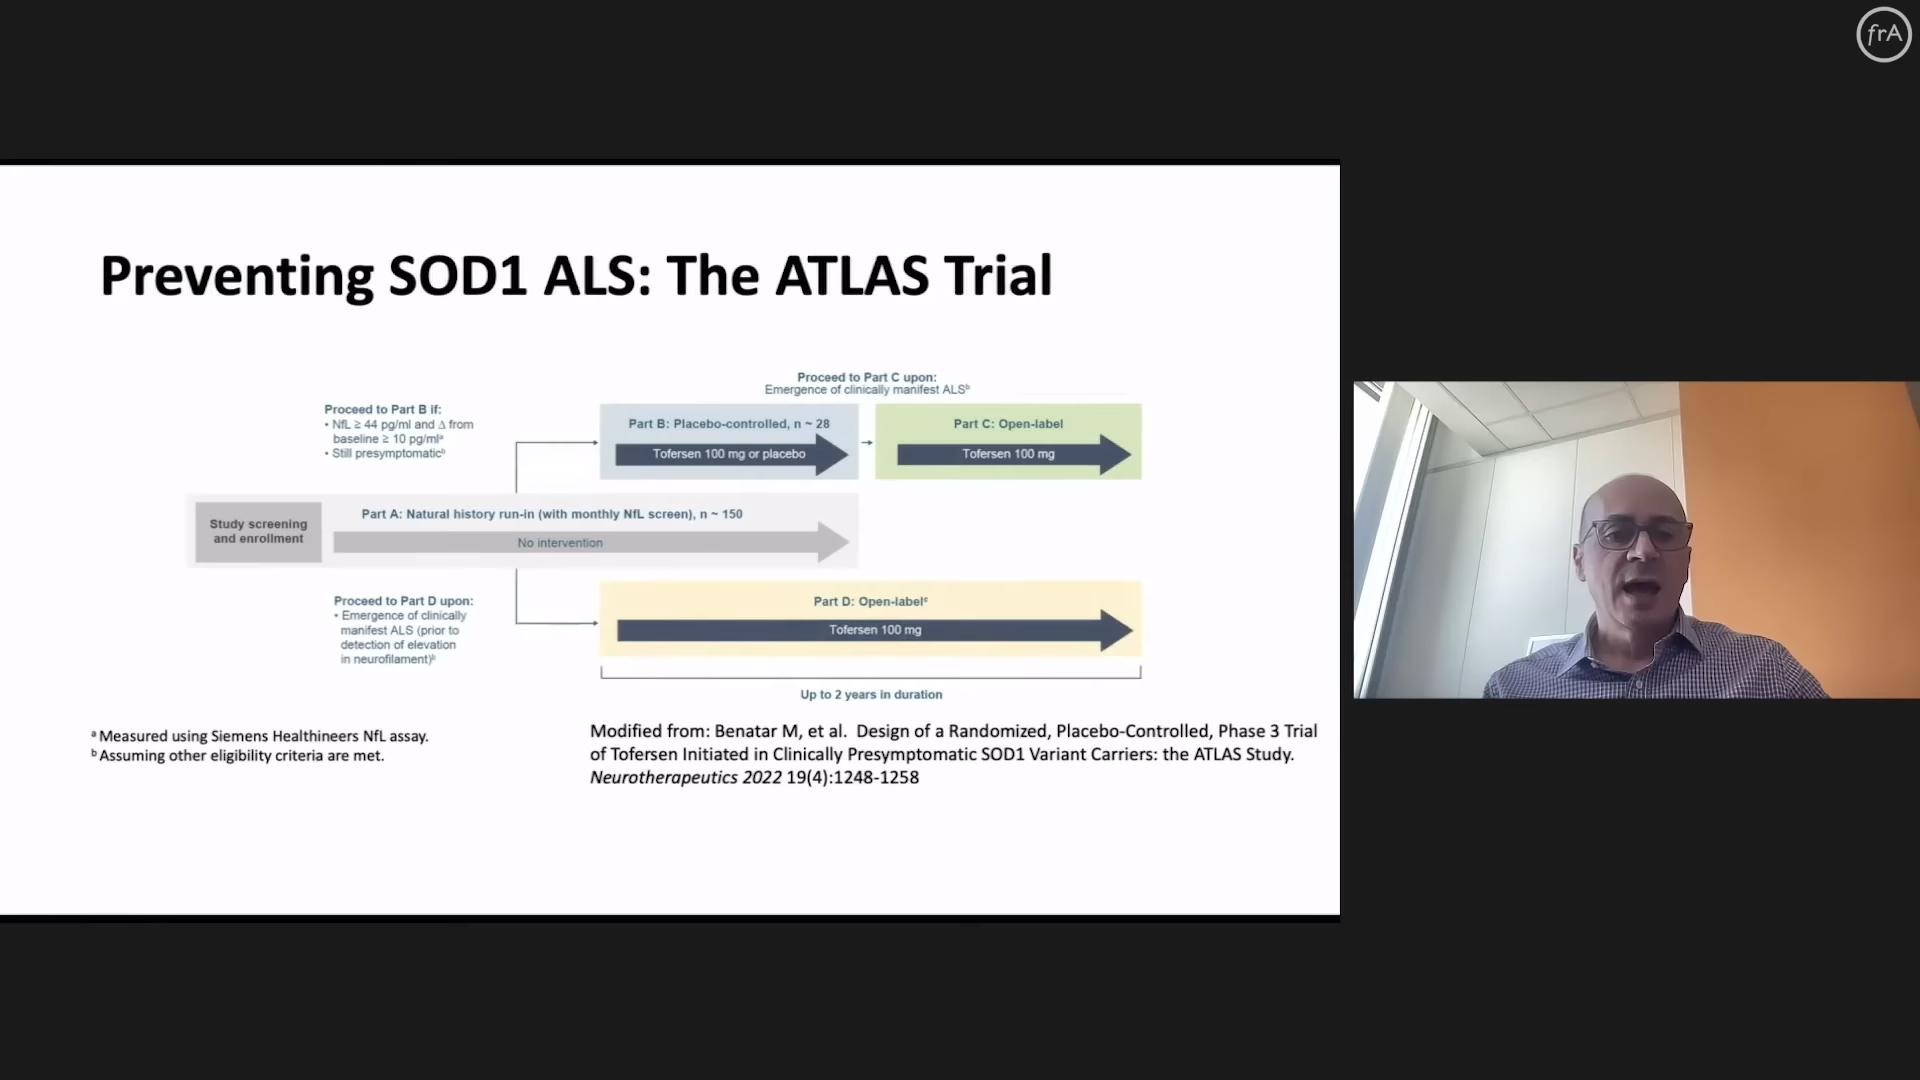 frA
Preventing SOD1 ALS: The ATLAS Trial
Proceed to Part C upon:
Emergence of clinically manifest ALSᵇ
Proceed to Part B if:
• NfL ≥ 44 pg/ml and Δ from
baseline ≥ 10 pg/mlᵃ
• Still presymptomaticᵇ
Part B: Placebo-controlled, n ~ 28
Tofersen 100 mg or placebo
Part C: Open-label
Tofersen 100 mg
Study screening
and enrollment
Part A: Natural history run-in (with monthly NfL screen), n ~ 150
No intervention
Proceed to Part D upon:
• Emergence of clinically
manifest ALS (prior to
detection of elevation
in neurofilament)ᵇ
Part D: Open-labelᶜ
Tofersen 100 mg
Up to 2 years in duration
ᵃ Measured using Siemens Healthineers NfL assay.
ᵇ Assuming other eligibility criteria are met.
Modified from: Benatar M, et al. Design of a Randomized, Placebo-Controlled, Phase 3 Trial
of Tofersen Initiated in Clinically Presymptomatic SOD1 Variant Carriers: the ATLAS Study.
Neurotherapeutics 2022 19(4):1248-1258